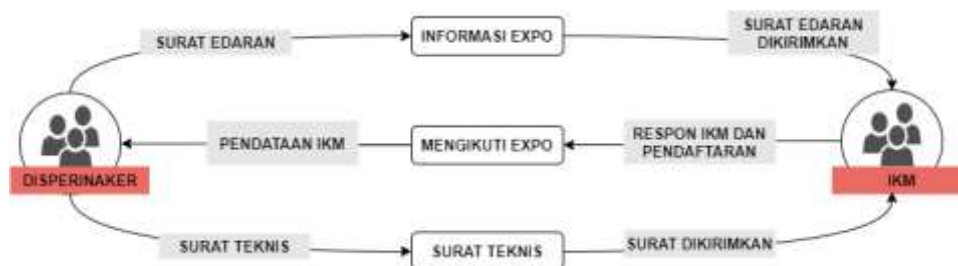 SURAT EDARAN
INFORMASI EXPO
SURAT EDARAN
DIKIRIMKAN
PENDATAAN IKM
MENGIKUTI EXPO
RESPON IKM DAN
PENDAFTARAN
DISPERINAKER
IKM
SURAT TEKNIS
SURAT TEKNIS
SURAT DIKIRIMKAN